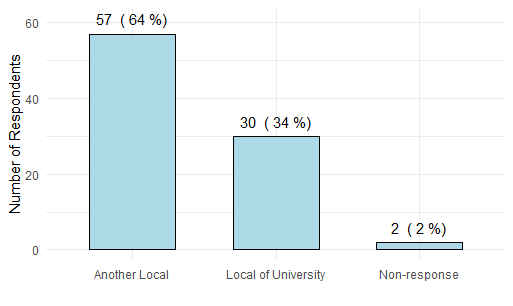 Number of Respondents
60
40
20
0
57 ( 64 %)
30 ( 34 %)
2 ( 2 %)
Another Local
Local of University
Non-response